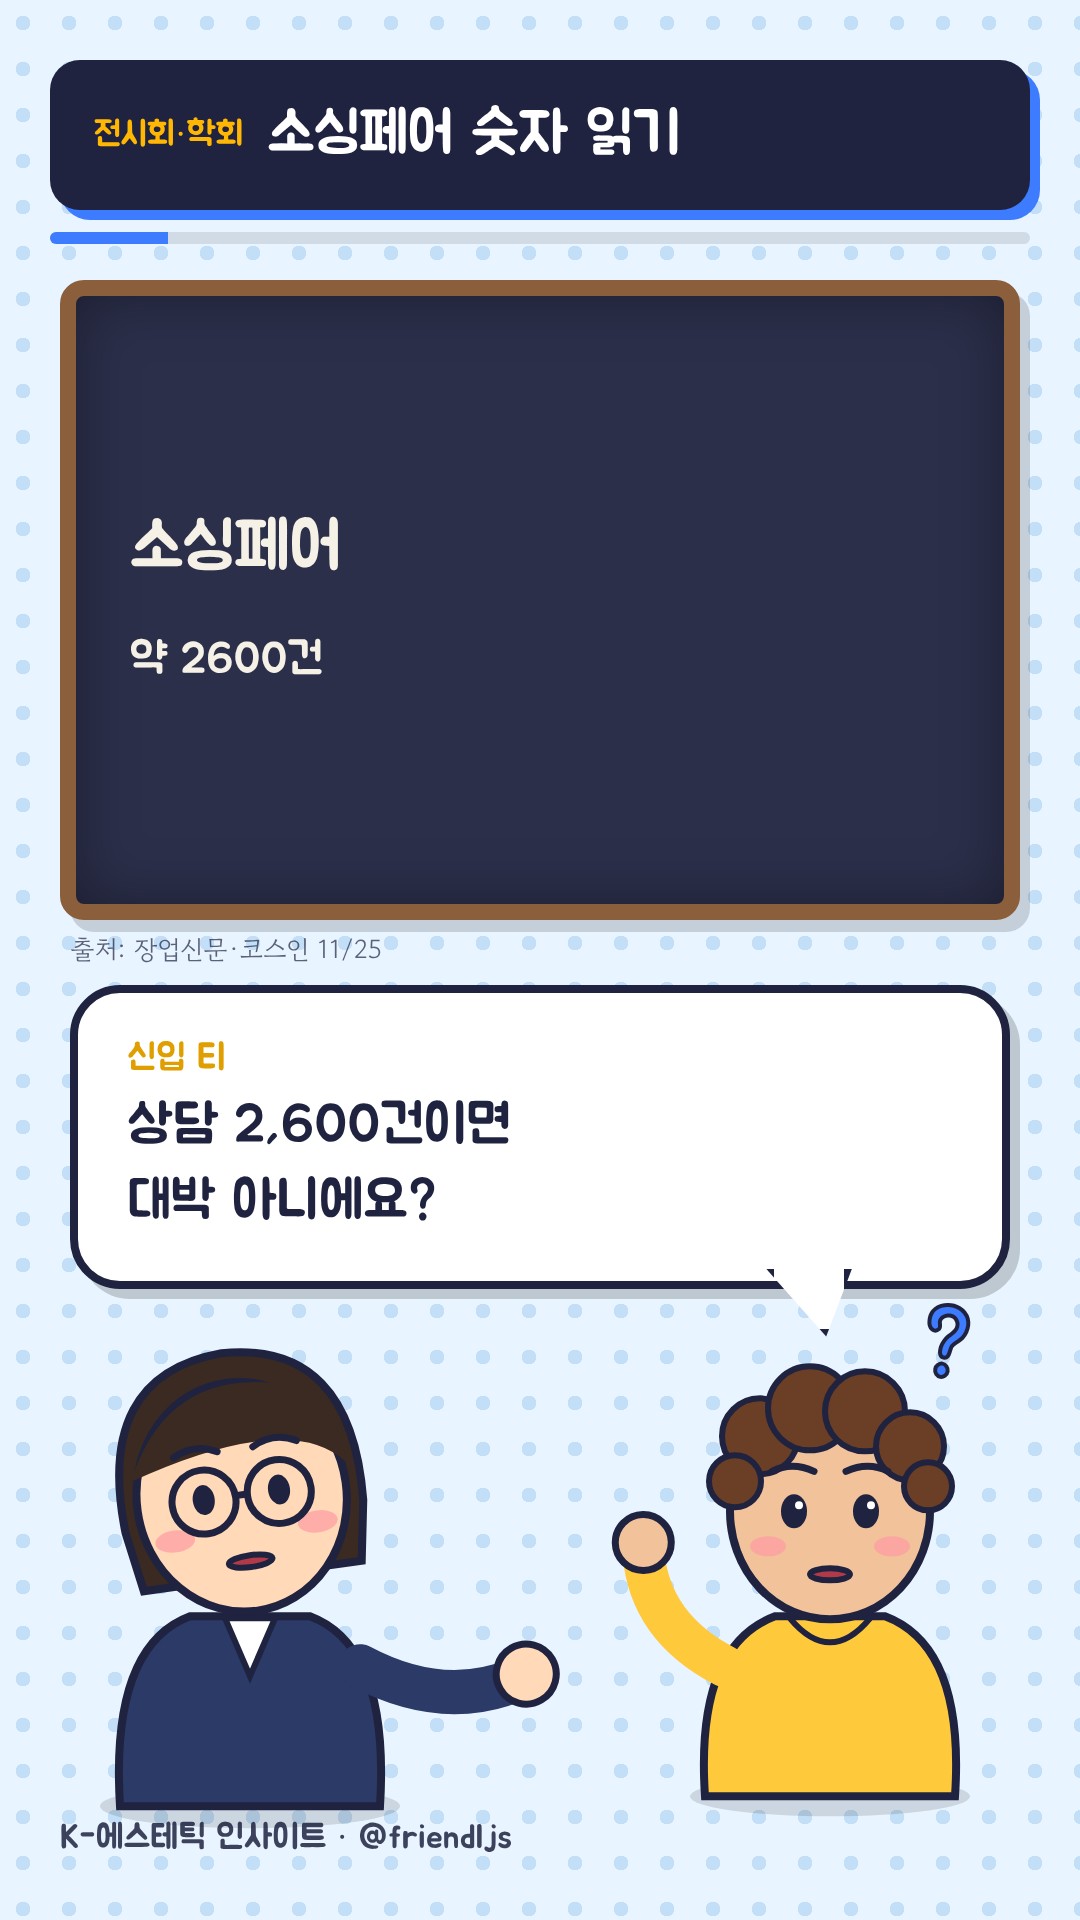 전시회·학회 소싱페어 숫자 읽기
소싱페어
약 2600건
출처: 장업신문·코스인 11/25
신입 티
상담 2,600건이면
대박 아니에요?
?
K-에스테틱 인사이트 · @friendljs